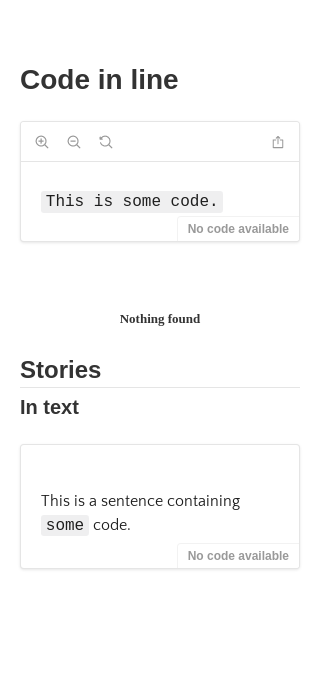 Code in line
This is some code.
No code available
Nothing found
Stories
In text
This is a sentence containing
some code.
No code available